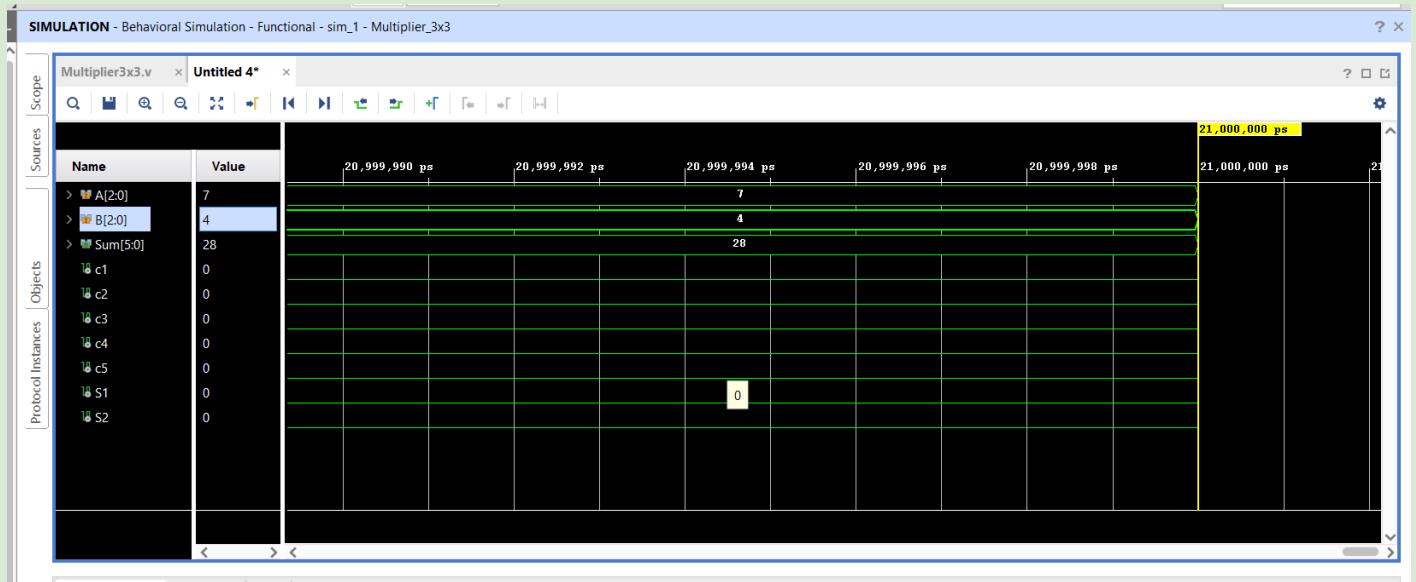 SIMULATION - Behavioral Simulation - Functional - sim_1 - Multiplier_3x3
? ×
Scope
Sources
Objects
Protocol Instances
Multiplier3x3.v × Untitled 4* ×
?
21,000,000 ps
Name Value
20,999,990 ps 20,999,992 ps 20,999,994 ps 20,999,996 ps 20,999,998 ps 21,000,000 ps 21
> A[2:0] 7 7
> B[2:0] 4 4
> Sum[5:0] 28 28
c1 0
c2 0
c3 0
c4 0
c5 0
S1 0 0
S2 0